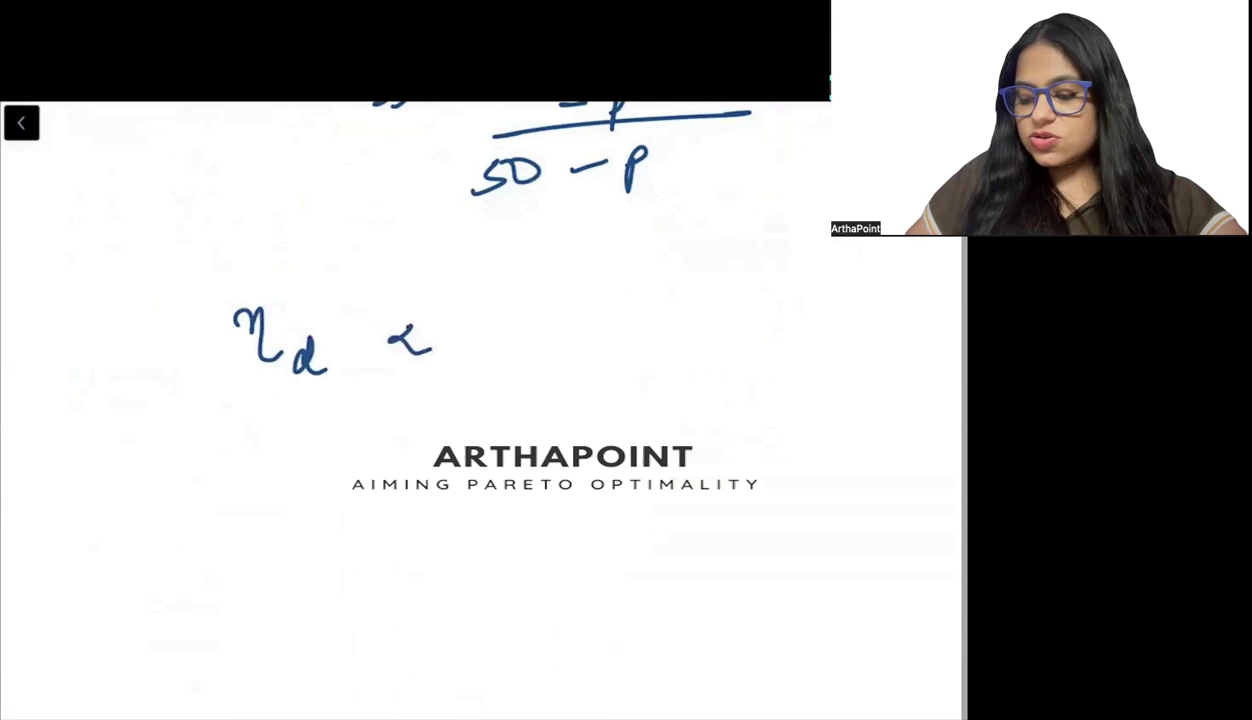 - p
50 - p
ArthaPoint
η d <
ARTHAPOINT
AIMING PARETO OPTIMALITY